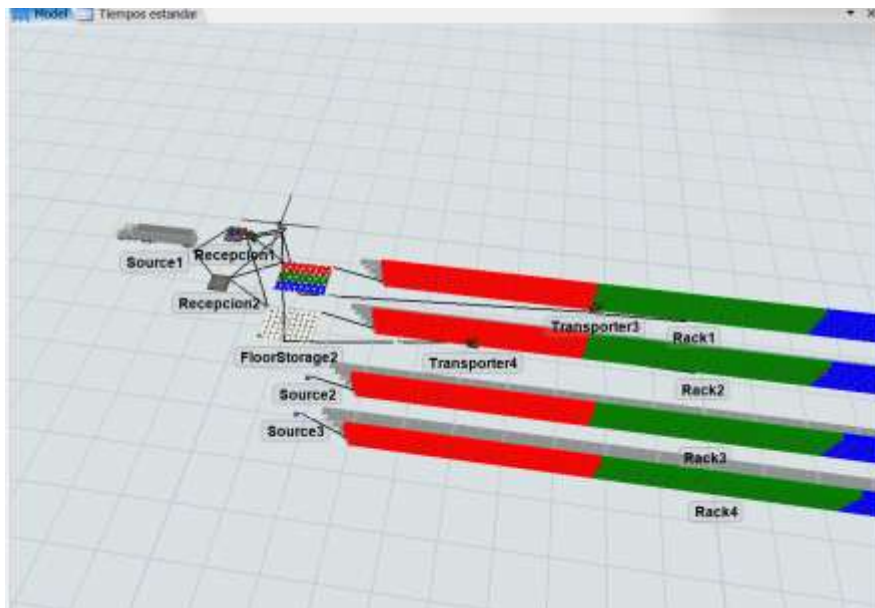 Model Tiempos estandar
Source1
Recepcion1
Recepcion2
FloorStorage2
Transporter3
Rack1
Transporter4
Rack2
Source2
Source3
Rack3
Rack4